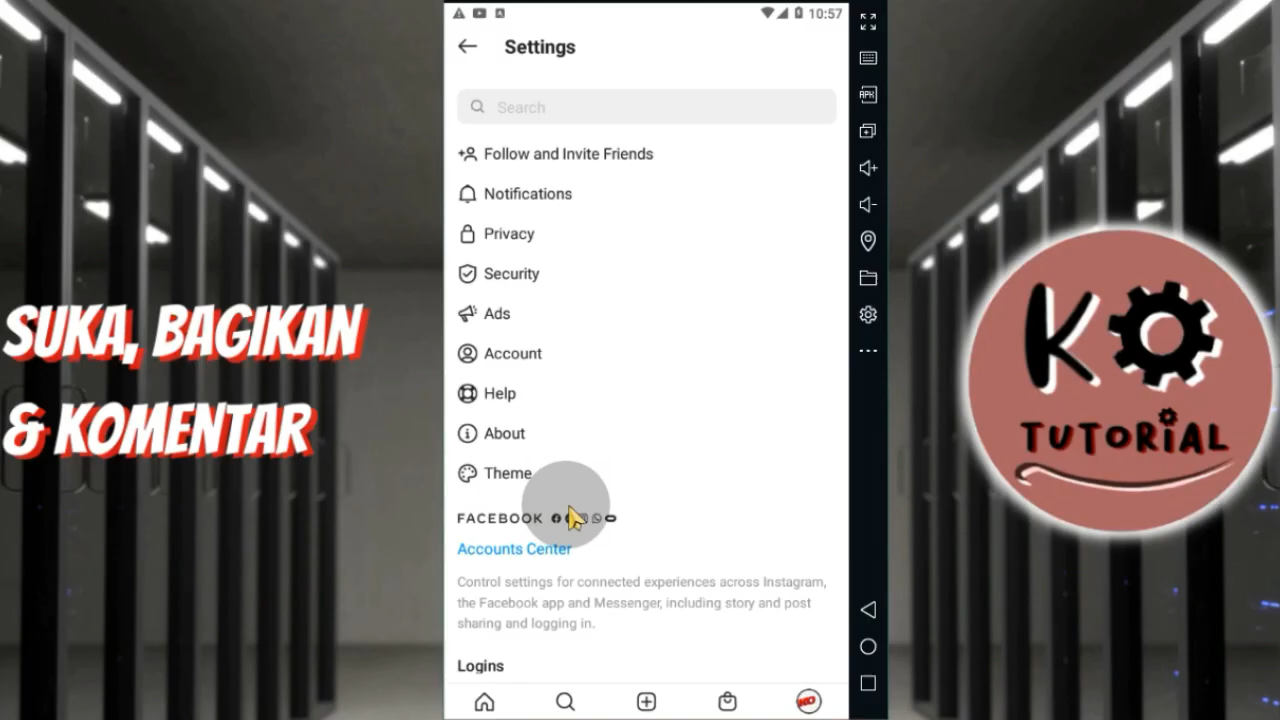 10:57
Settings
Search
Follow and Invite Friends
Notifications
Privacy
Security
Ads
Account
Help
About
Theme
FACEBOOK
Accounts Center
Control settings for connected experiences across Instagram,
the Facebook app and Messenger, including story and post
sharing and logging in.
Logins
SUKA, BAGIKAN
& KOMENTAR
KO
TUTORIAL
APK
KO